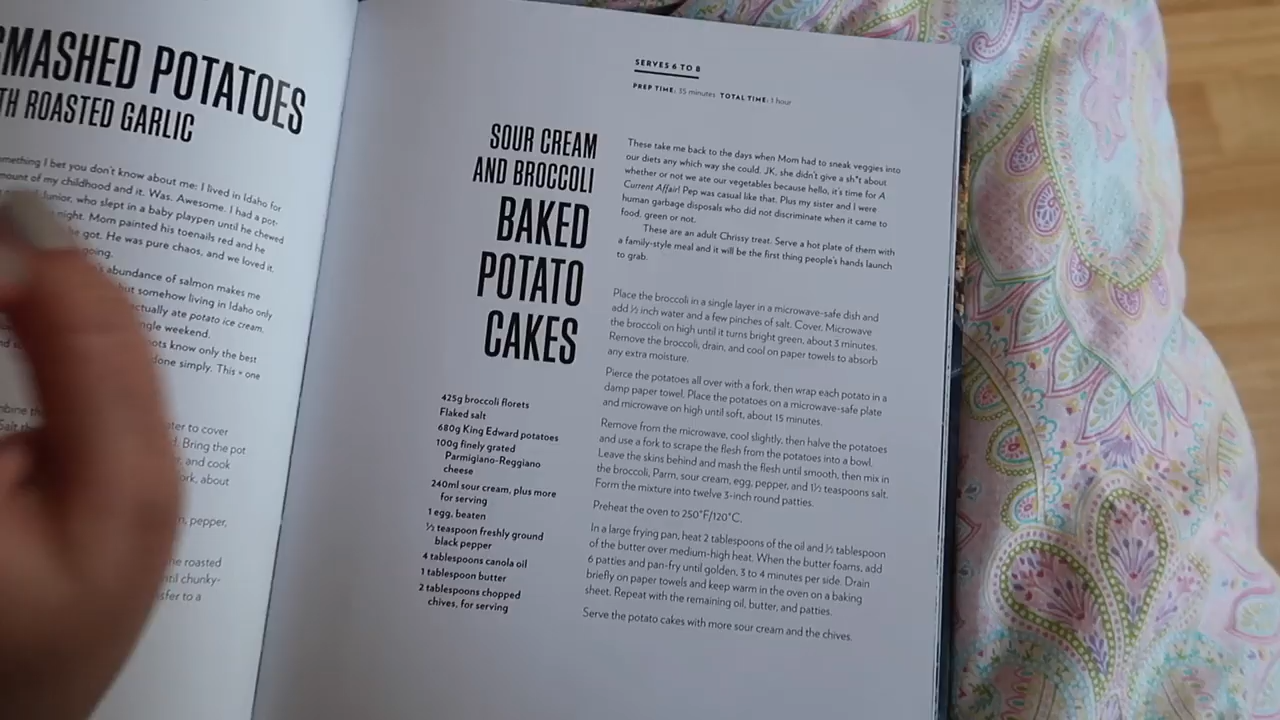 SMASHED POTATOES
ROASTED GARLIC
something I bet you don't know about me: I lived in Idaho for
of my childhood and it. Was. Awesome. I had a pot-
Junior, who slept in a baby playpen until he chewed
night. Mom painted his toenails red and he
got. He was pure chaos, and we loved it.
going.
abundance of salmon makes me
but somehow living in Idaho only
actually ate potato ice cream,
single weekend.
know only the best
done simply. This = one
water to cover
Bring the pot
and cook
about
pepper,
roasted
until chunky-
to a
SERVES 6 TO 8
PREP TIME: 35 minutes TOTAL TIME: 1 hour
SOUR CREAM
AND BROCCOLI
BAKED
POTATO
CAKES
425g broccoli florets
Flaked salt
680g King Edward potatoes
100g finely grated
Parmigiano-Reggiano
cheese
240ml sour cream, plus more
for serving
1 egg, beaten
½ teaspoon freshly ground
black pepper
4 tablespoons canola oil
1 tablespoon butter
2 tablespoons chopped
chives, for serving
These take me back to the days when Mom had to sneak veggies into
our diets any which way she could. JK, she didn't give a sh*t about
whether or not we ate our vegetables because hello, it's time for A
Current Affair! Pep was casual like that. Plus my sister and I were
human garbage disposals who did not discriminate when it came to
food, green or not.
These are an adult Chrissy treat. Serve a hot plate of them with
a family-style meal and it will be the first thing people's hands launch
to grab.
Place the broccoli in a single layer in a microwave-safe dish and
add ½ inch water and a few pinches of salt. Cover. Microwave
the broccoli on high until it turns bright green, about 3 minutes.
Remove the broccoli, drain, and cool on paper towels to absorb
any extra moisture.
Pierce the potatoes all over with a fork, then wrap each potato in a
damp paper towel. Place the potatoes on a microwave-safe plate
and microwave on high until soft, about 15 minutes.
Remove from the microwave, cool slightly, then halve the potatoes
and use a fork to scrape the flesh from the potatoes into a bowl.
Leave the skins behind and mash the flesh until smooth, then mix in
the broccoli, Parm, sour cream, egg, pepper, and 1½ teaspoons salt.
Form the mixture into twelve 3-inch round patties.
Preheat the oven to 250°F/120°C.
In a large frying pan, heat 2 tablespoons of the oil and ½ tablespoon
of the butter over medium-high heat. When the butter foams, add
6 patties and pan-fry until golden, 3 to 4 minutes per side. Drain
briefly on paper towels and keep warm in the oven on a baking
sheet. Repeat with the remaining oil, butter, and patties.
Serve the potato cakes with more sour cream and the chives.